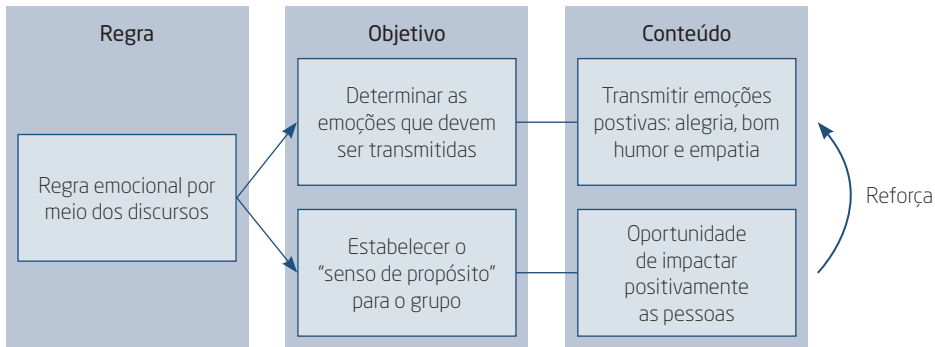 Regra
Regra emocional por
meio dos discursos
Objetivo
Determinar as
emoções que devem
ser transmitidas
Estabelecer o
“senso de propósito”
para o grupo
Conteúdo
Transmitir emoções
postivas: alegria, bom
humor e empatia
Oportunidade
de impactar
positivamente
as pessoas
Reforça